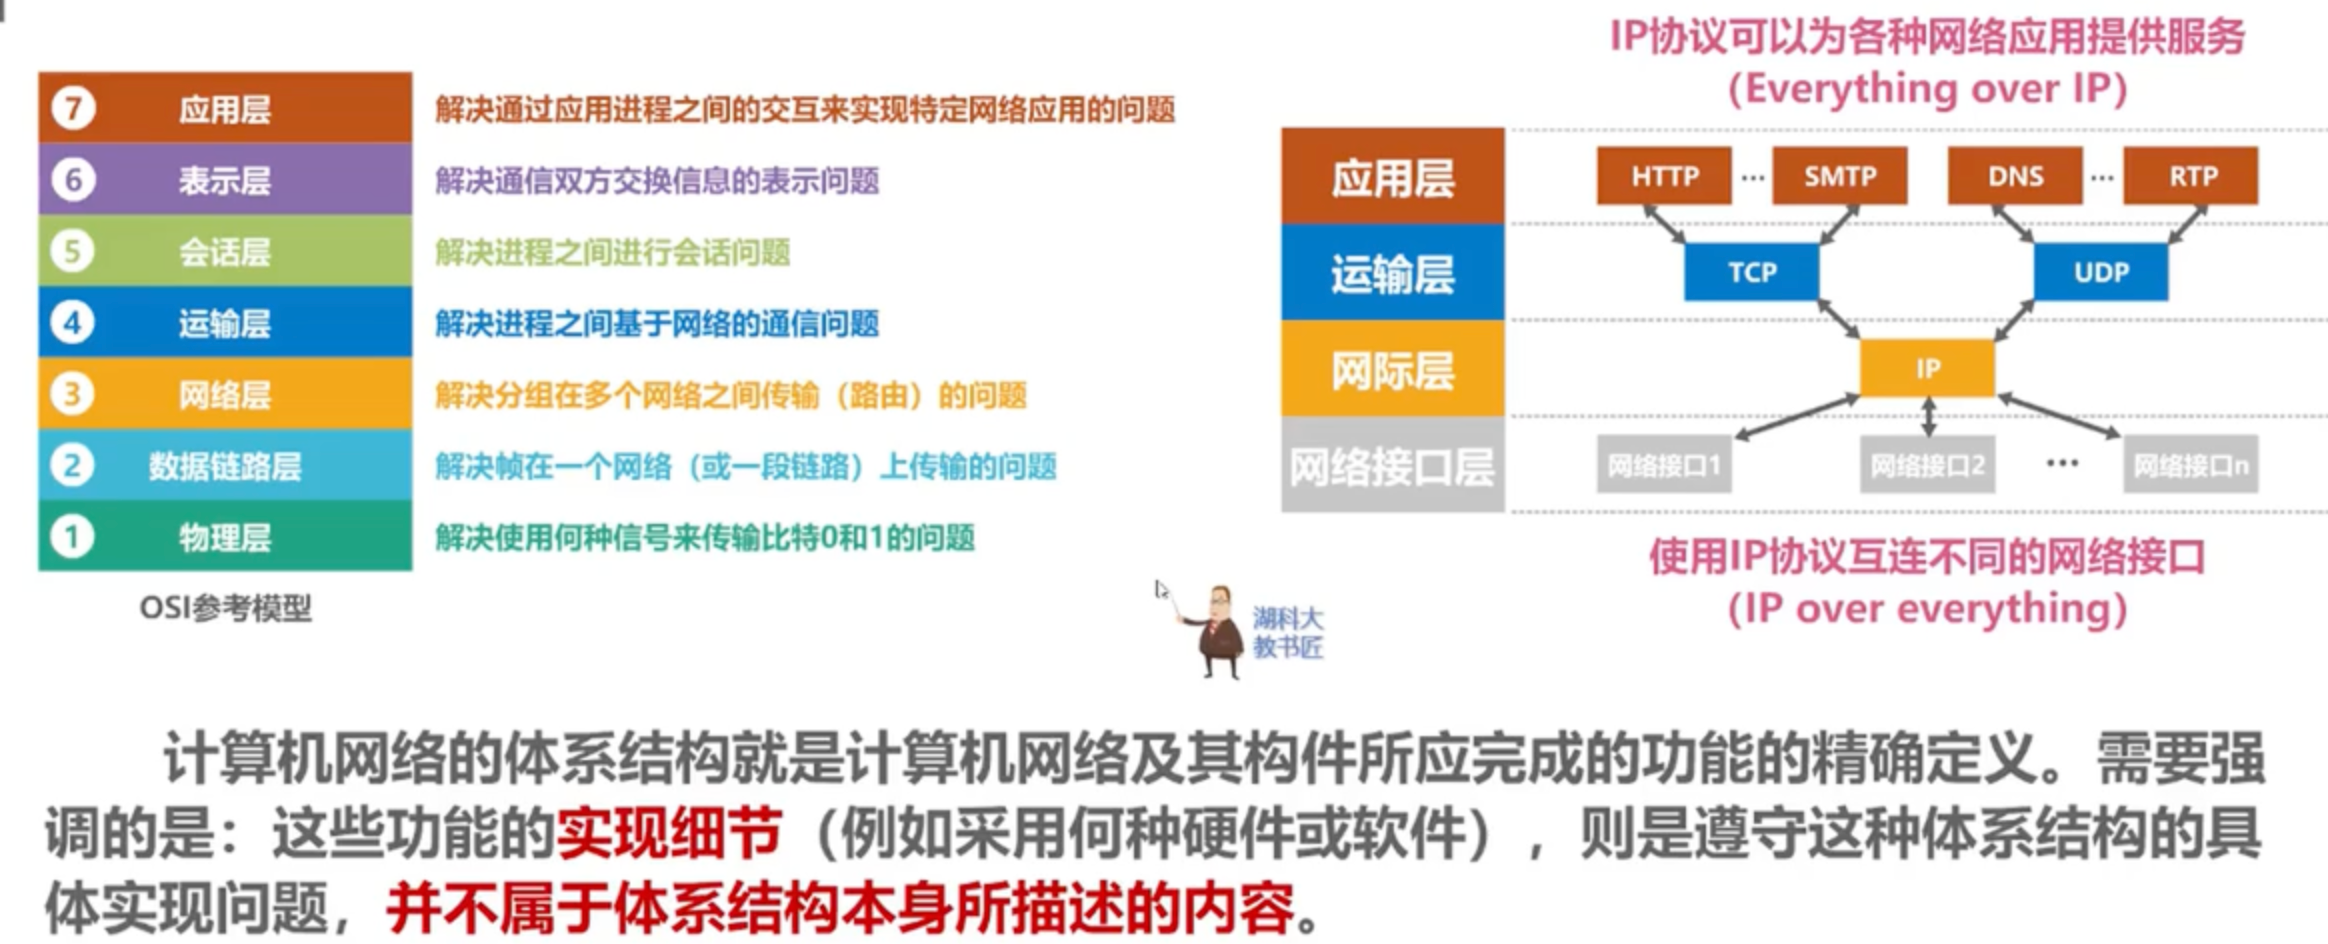 7 应用层 解决通过应用进程之间的交互来实现特定网络应用的问题
6 表示层 解决通信双方交换信息的表示问题
5 会话层 解决进程之间进行会话问题
4 运输层 解决进程之间基于网络的通信问题
3 网络层 解决分组在多个网络之间传输（路由）的问题
2 数据链路层 解决帧在一个网络（或一段链路）上传输的问题
1 物理层 解决使用何种信号来传输比特0和1的问题
OSI参考模型
IP协议可以为各种网络应用提供服务
（Everything over IP）
应用层 HTTP ... SMTP DNS ... RTP
运输层 TCP UDP
网际层 IP
网络接口层 网络接口1 网络接口2 ... 网络接口n
使用IP协议互连不同的网络接口
（IP over everything）
湖科大
教书匠
计算机网络的体系结构就是计算机网络及其构件所应完成的功能的精确定义。需要强
调的是：这些功能的实现细节（例如采用何种硬件或软件），则是遵守这种体系结构的具
体实现问题，并不属于体系结构本身所描述的内容。